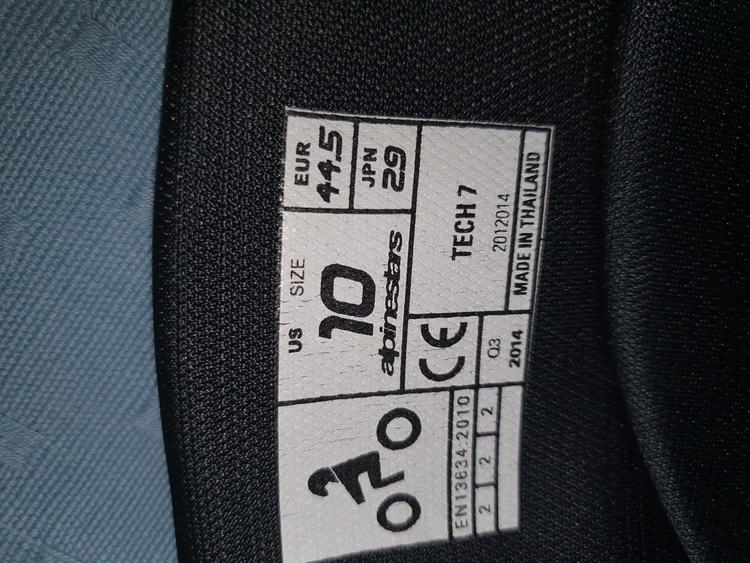 US SIZE
10
alpinestars
EUR
44.5
JPN
29
EN13634:2010
2 2 2
CE
Q3
2014
TECH 7
2012014
MADE IN THAILAND